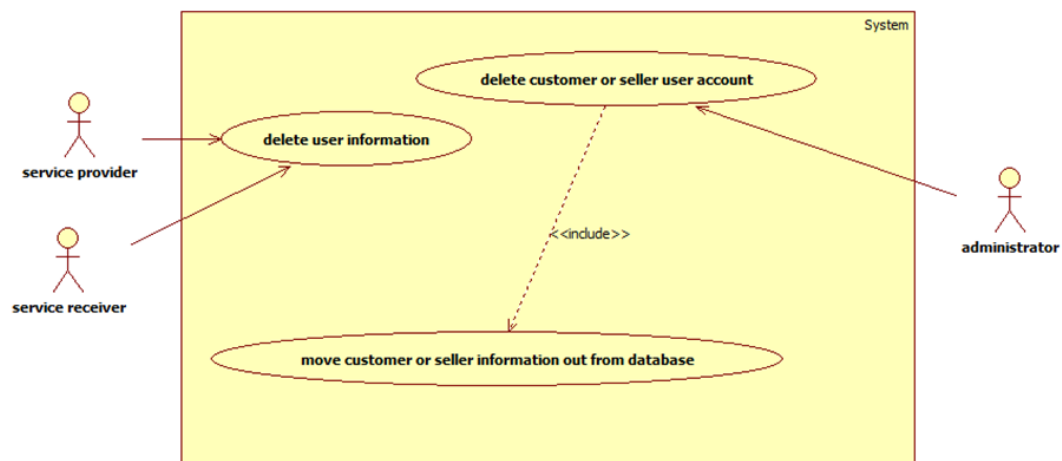 System
delete customer or seller user account
delete user information
service provider
<<include>>
administrator
service receiver
move customer or seller information out from database